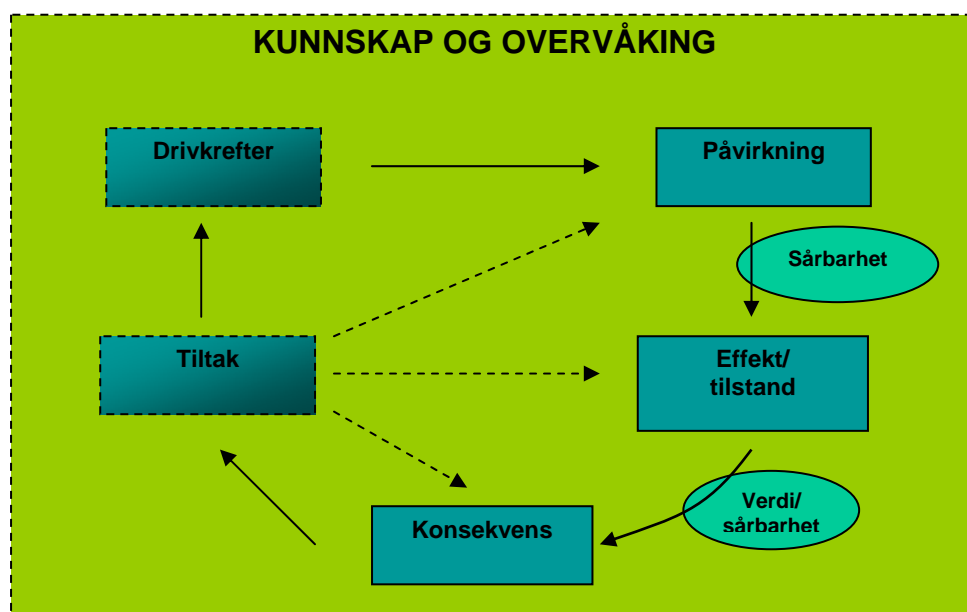 KUNNSKAP OG OVERVÅKING
Drivkrefter
Påvirkning
Sårbarhet
Tiltak
Effekt/
tilstand
Verdi/
sårbarhet
Konsekvens